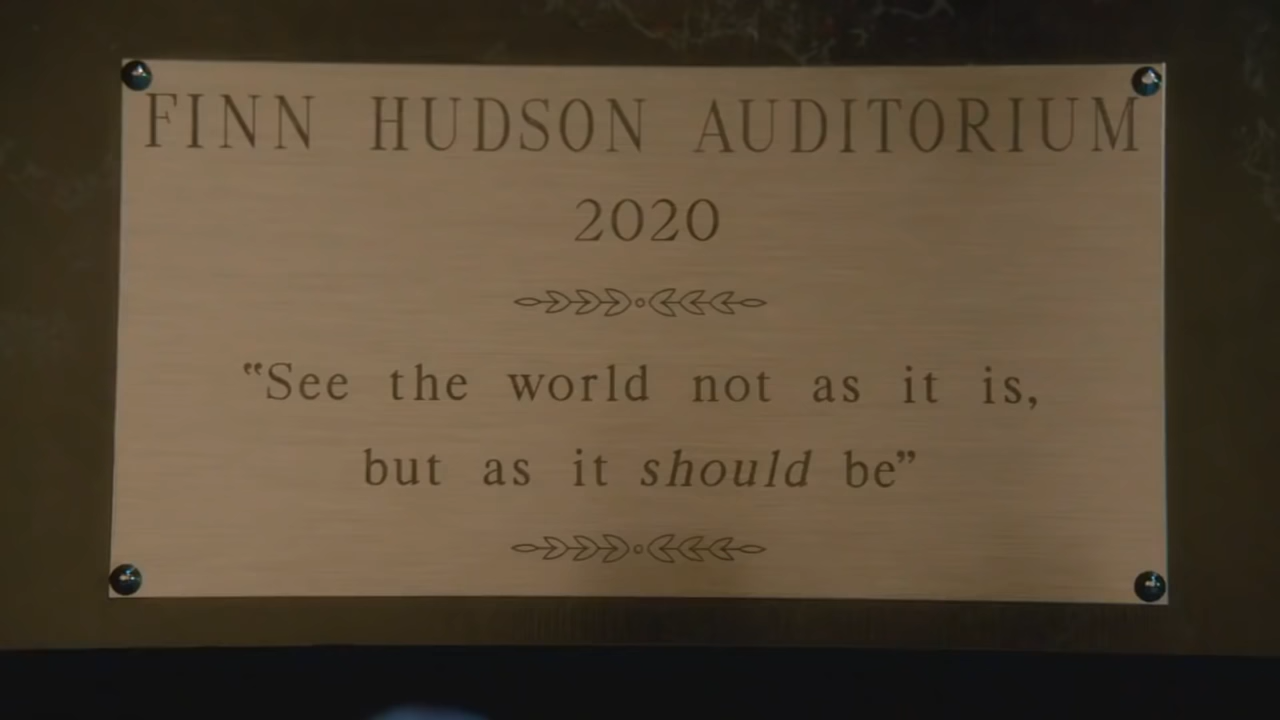 FINN HUDSON AUDITORIUM
2020
“See the world not as it is,
but as it should be”